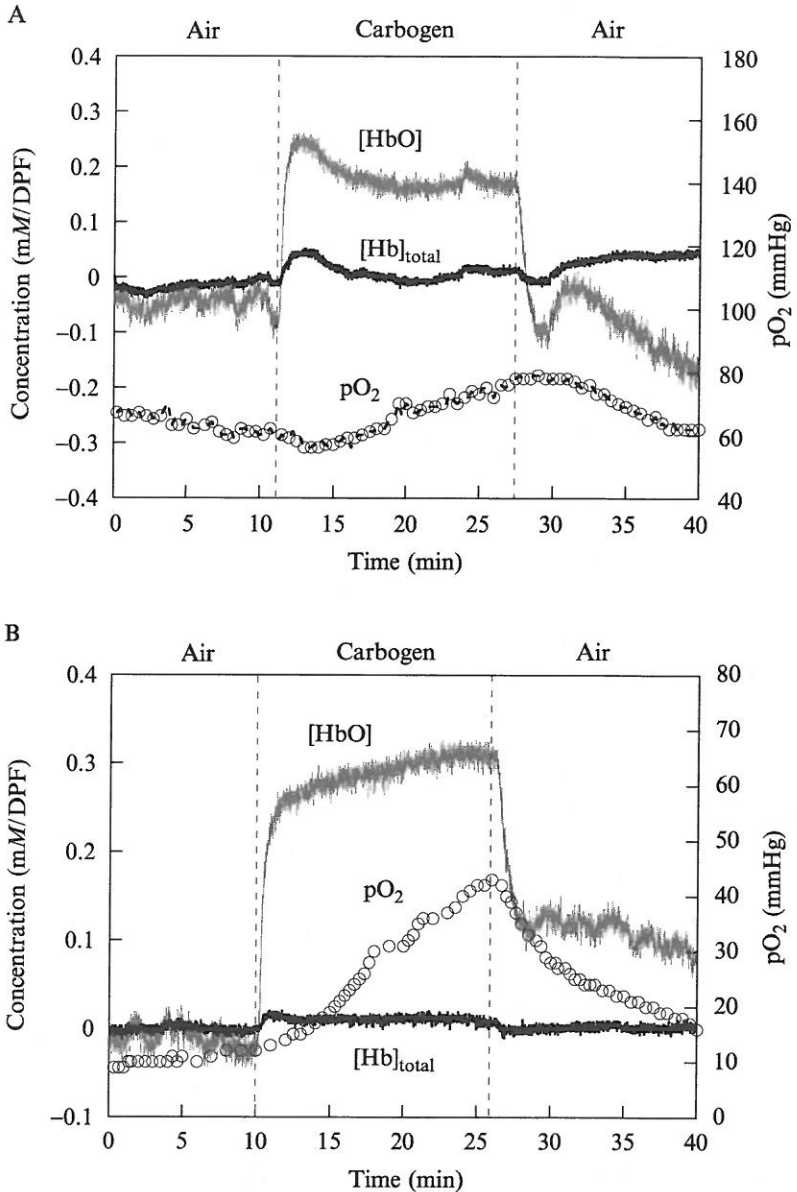 A
Air Carbogen Air
0.4 0.3 0.2 0.1 0 −0.1 −0.2 −0.3 −0.4
Concentration (mM/DPF)
[HbO]
[Hb]total
pO2
180 160 140 120 100 80 60 40
pO2 (mmHg)
0 5 10 15 20 25 30 35 40
Time (min)
B
Air Carbogen Air
0.4 0.3 0.2 0.1 0 −0.1
Concentration (mM/DPF)
[HbO]
pO2
[Hb]total
80 70 60 50 40 30 20 10 0
pO2 (mmHg)
0 5 10 15 20 25 30 35 40
Time (min)